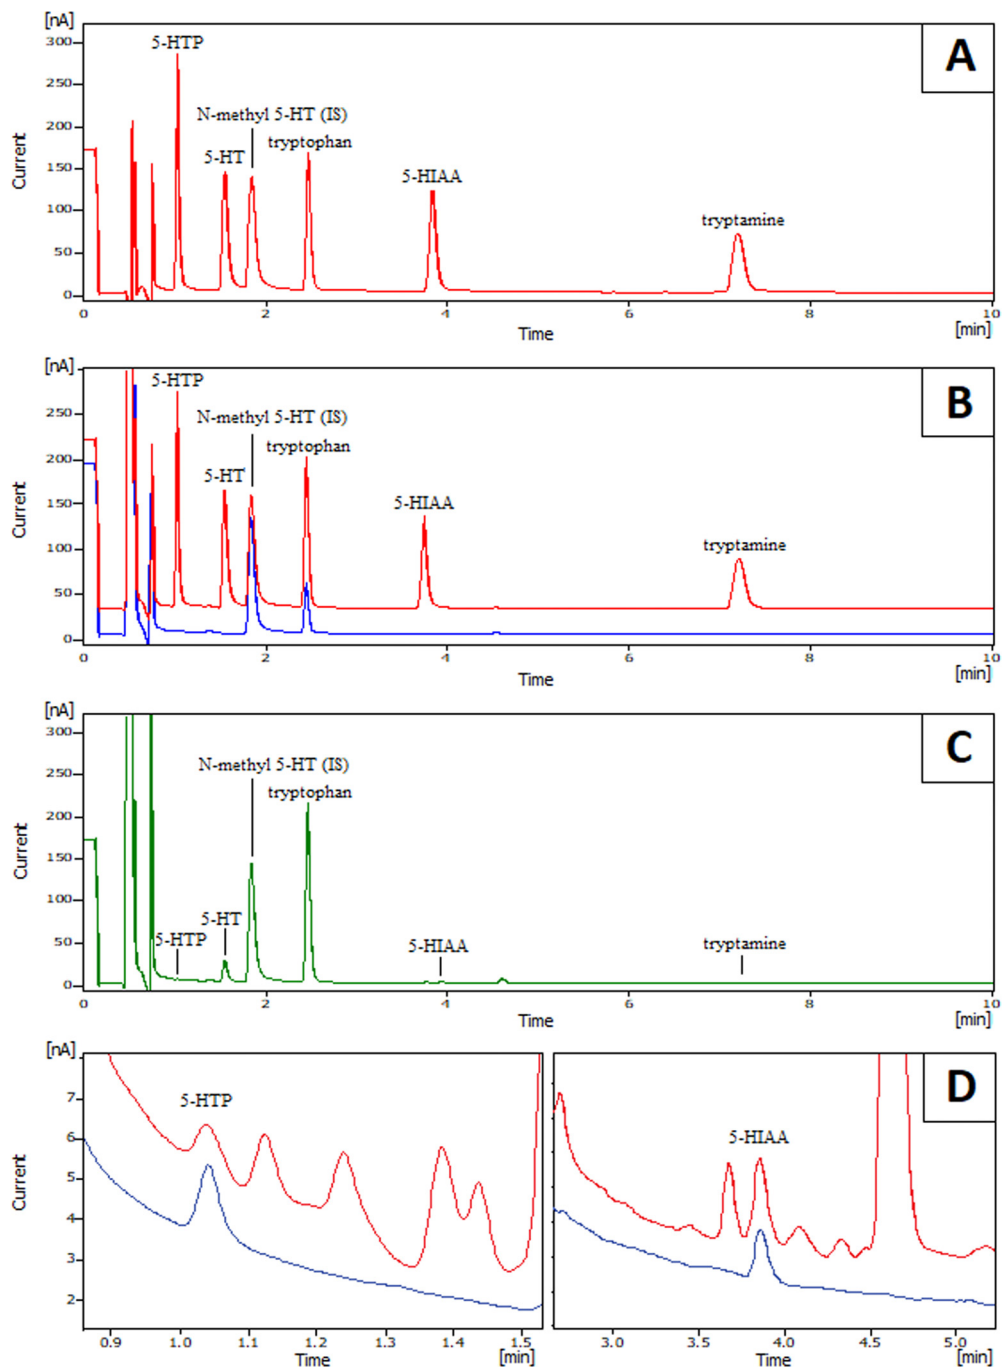 [nA]
5-HTP
A
300
250
N-methyl 5-HT (IS)
200
tryptophan
5-HT
150
5-HIAA
100
tryptamine
50
0
Current
0 2 4 6 8 10
Time
[min]
[nA]
5-HTP
B
N-methyl 5-HT (IS)
250
tryptophan
200
5-HT
5-HIAA
150
tryptamine
100
50
0
Current
0 2 4 6 8 10
Time
[min]
[nA]
300
C
N-methyl 5-HT (IS)
250
tryptophan
200
150
100
5-HT
5-HTP
5-HIAA
tryptamine
50
0
Current
0 2 4 6 8 10
Time
[min]
[nA]
D
7
5-HTP
6
5-HIAA
5
4
3
2
Current
0.9 1.0 1.1 1.2 1.3 1.4 1.5
Time
[min]
3.0 3.5 4.0 4.5 5.0
Time
[min]